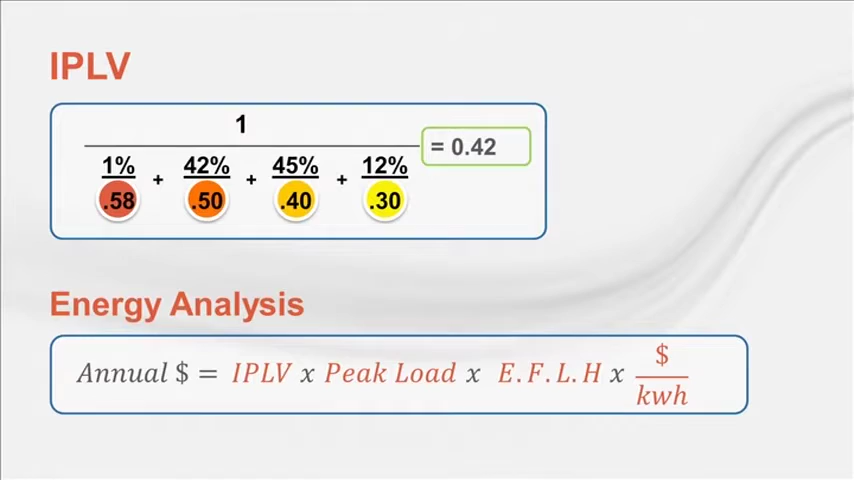 IPLV
1
1% + 42% + 45% + 12% = 0.42
.58 .50 .40 .30
Energy Analysis
Annual $ = IPLV x Peak Load x E.F.L.H x $
kwh